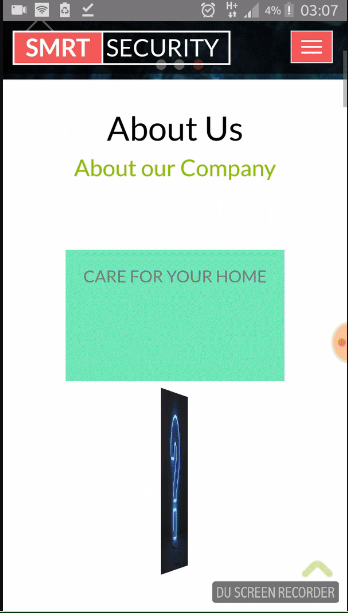 H+
4%
03:07
SMRT SECURITY
About Us
About our Company
CARE FOR YOUR HOME
?
DU SCREEN RECORDER